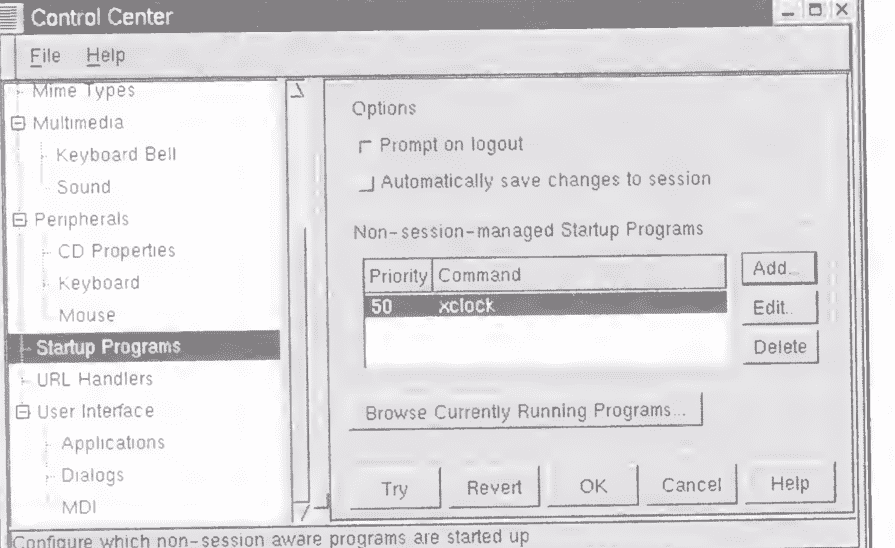 Control Center
File Help
Mime Types
Multimedia
Keyboard Bell
Sound
Peripherals
CD Properties
Keyboard
Mouse
Startup Programs
URL Handlers
User Interface
Applications
Dialogs
MDI
Options
Prompt on logout
Automatically save changes to session
Non-session-managed Startup Programs
Priority Command
50 xclock
Add...
Edit..
Delete
Browse Currently Running Programs...
Try Revert OK Cancel Help
Configure which non-session aware programs are started up